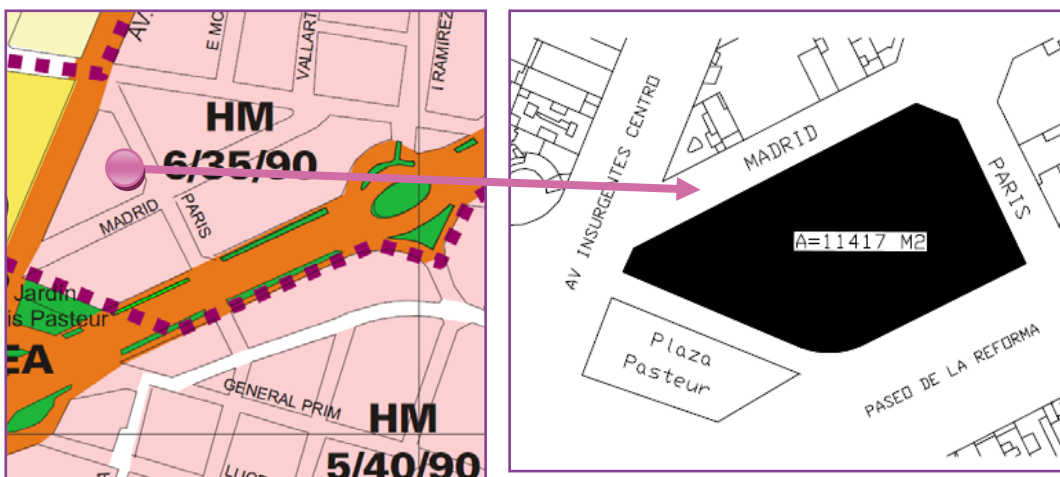 AV.
E MC
VALLART
I RAMIREZ
HM
6/35/90
MADRID
PARIS
Jardín
is Pasteur
EA
GENERAL PRIM
HM
5/40/90
AV INSURGENTES CENTRO
MADRID
PARIS
A=11417 M2
Plaza
Pasteur
PASEO DE LA REFORMA